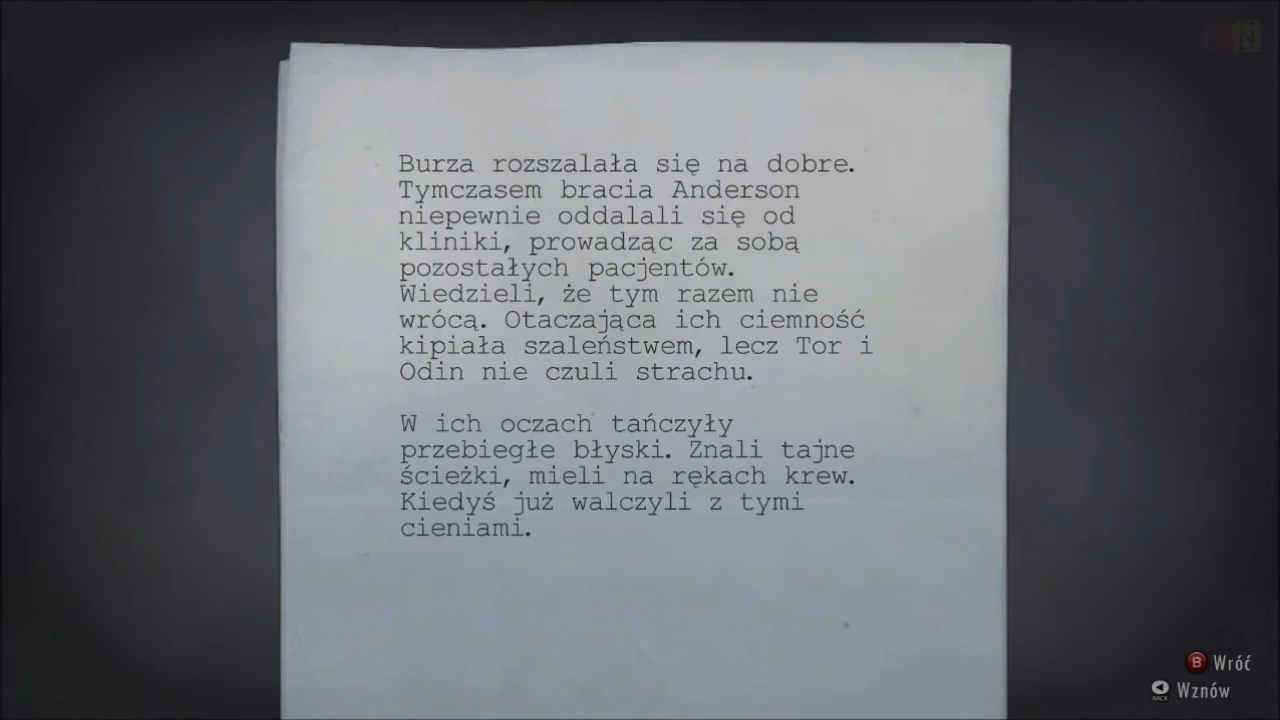 Burza rozszalała się na dobre.
Tymczasem bracia Anderson
niepewnie oddalali się od
kliniki, prowadząc za sobą
pozostałych pacjentów.
Wiedzieli, że tym razem nie
wrócą. Otaczająca ich ciemność
kipiała szaleństwem, lecz Tor i
Odin nie czuli strachu.
W ich oczach tańczyły
przebiegłe błyski. Znali tajne
ścieżki, mieli na rękach krew.
Kiedyś już walczyli z tymi
cieniami.
B Wróć
BACK Wznów